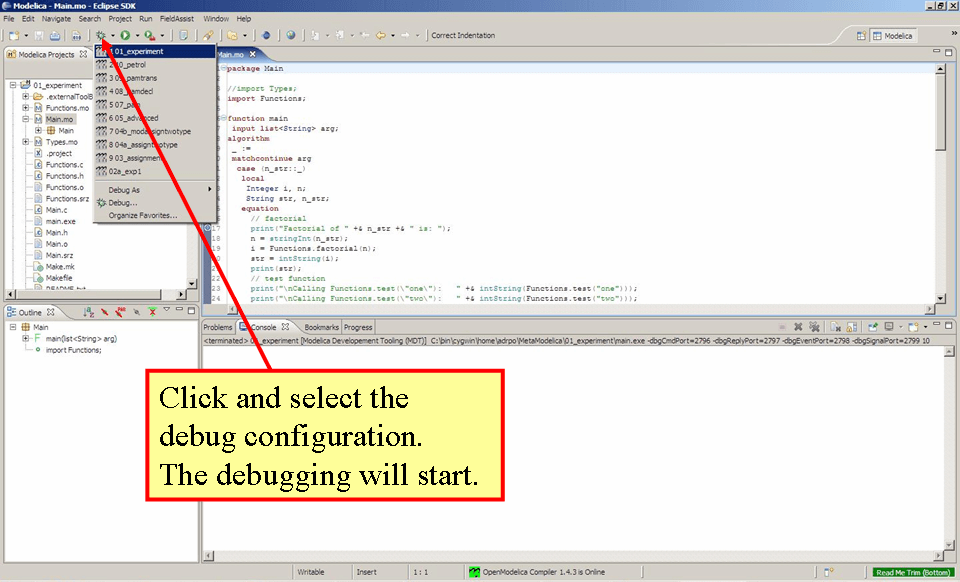 Modelica - Main.mo - Eclipse SDK
File Edit Navigate Search Project Run FieldAssist Window Help
Correct Indentation
Modelica
Modelica Projects
Main.mo
1 01_experiment
2 10_petrol
3 09_pamtrans
4 08_pamdecl
5 07_pam
6 05_advanced
7 04b_modassigntwotype
8 04a_assigntwotype
9 03_assignment
02a_exp1
Debug As
Debug...
Organize Favorites...
01_experiment
.externalToolB
Functions.mo
Main.mo
Main
Types.mo
.project
Functions.c
Functions.h
Functions.o
Functions.srz
Main.c
main.exe
Main.h
Main.o
Main.srz
Make.mk
Makefile
README.txt
package Main
//import Types;
import Functions;
function main
input list<String> arg;
algorithm
_ :=
matchcontinue arg
case (n_str::_)
local
Integer i, n;
String str, n_str;
equation
// factorial
17 print("Factorial of " +& n_str +& " is: ");
18 n = stringInt(n_str);
19 i = Functions.factorial(n);
20 str = intString(i);
21 print(str);
22 // test function
23 print("\nCalling Functions.test(\"one\"): " +& intString(Functions.test("one")));
24 print("\nCalling Functions.test(\"two\"): " +& intString(Functions.test("two")));
Outline
Main
main(list<String> arg)
import Functions;
Problems Console Bookmarks Progress
<terminated> 01_experiment [Modelica Developement Tooling (MDT)] C:\bin\cygwin\home\adrpo\MetaModelica\01_experiment\main.exe -dbgCmdPort=2796 -dbgReplyPort=2797 -dbgEventPort=2798 -dbgSignalPort=2799 10
Click and select the
debug configuration.
The debugging will start.
Writable Insert 1 : 1 OpenModelica Compiler 1.4.3 is Online Read Me Trim (Bottom)